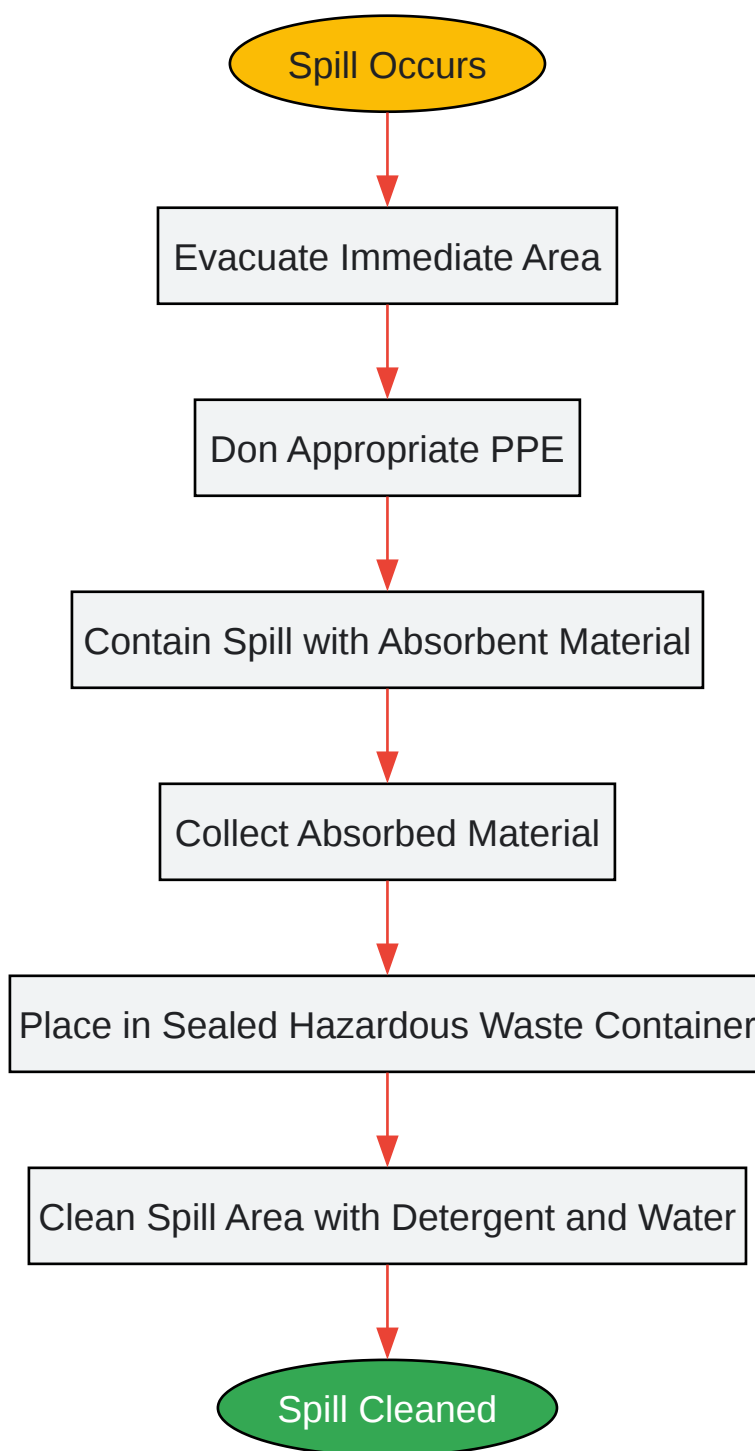 Spill Occurs
Evacuate Immediate Area
Don Appropriate PPE
Contain Spill with Absorbent Material
Collect Absorbed Material
Place in Sealed Hazardous Waste Container
Clean Spill Area with Detergent and Water
Spill Cleaned